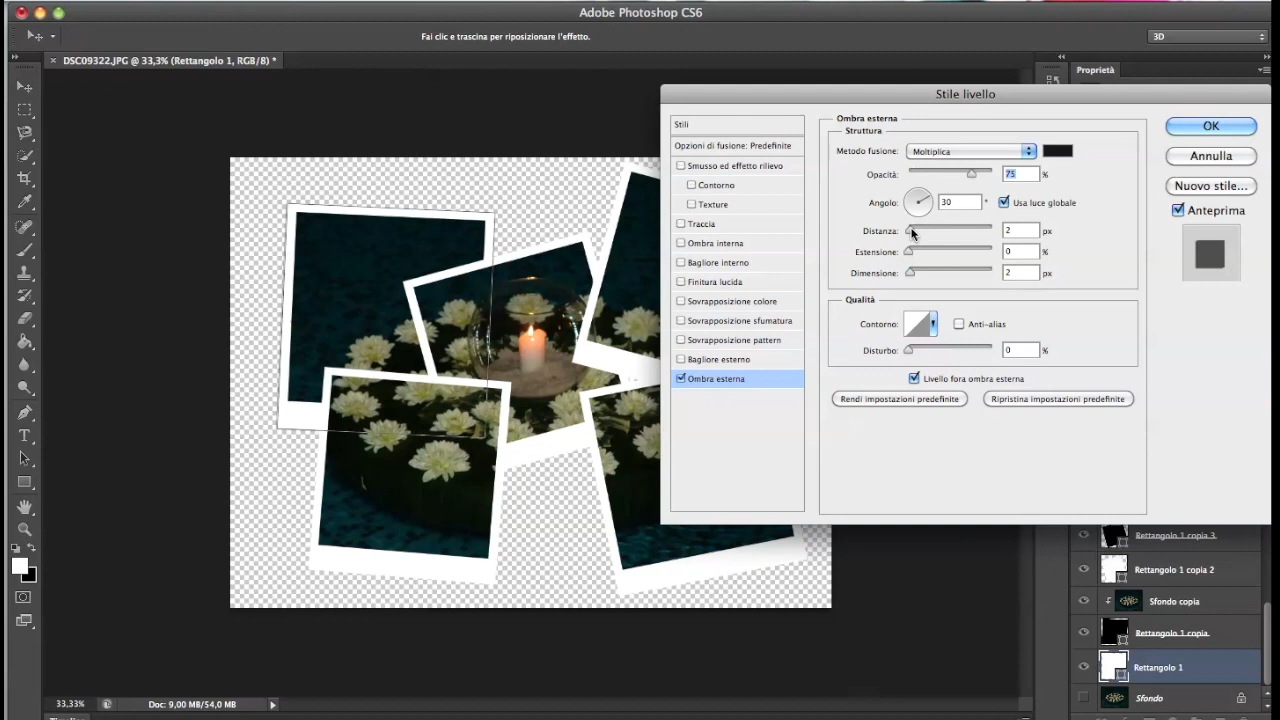 Adobe Photoshop CS6
Fai clic e trascina per riposizionare l'effetto.
3D
DSC09322.JPG @ 33,3% (Rettangolo 1, RGB/8) *
Proprietà
Stile livello
Stili
Opzioni di fusione: Predefinite
Smusso ed effetto rilievo
Contorno
Texture
Traccia
Ombra interna
Bagliore interno
Finitura lucida
Sovrapposizione colore
Sovrapposizione sfumatura
Sovrapposizione pattern
Bagliore esterno
Ombra esterna
Ombra esterna
Struttura
Metodo fusione: Moltiplica
Opacità: 75 %
Angolo: 30 ° Usa luce globale
Distanza: 2 px
Estensione: 0 %
Dimensione: 2 px
Qualità
Contorno: Anti-alias
Disturbo: 0 %
Livello fora ombra esterna
Rendi impostazioni predefinite
Ripristina impostazioni predefinite
OK
Annulla
Nuovo stile...
Anteprima
Rettangolo 1 copia 3
Rettangolo 1 copia 2
Sfondo copia
Rettangolo 1 copia
Rettangolo 1
Sfondo
33,33%
Doc: 9,00 MB/54,0 MB